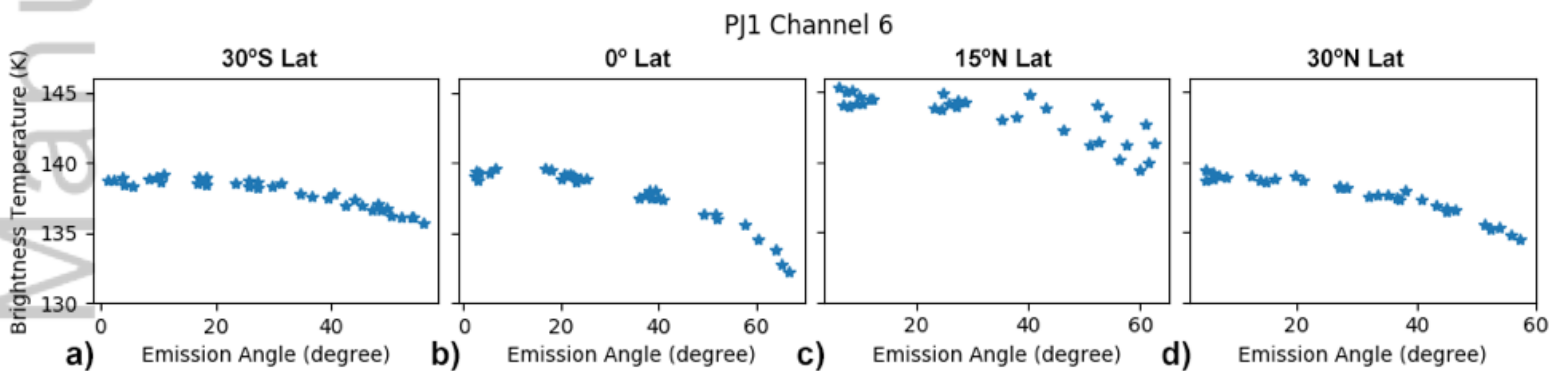 PJ1 Channel 6
30ºS Lat 0º Lat 15ºN Lat 30ºN Lat
Brightness Temperature (K)
145
140
135
130
0 20 40 0 20 40 60 20 40 60 20 40 60
a) Emission Angle (degree) b) Emission Angle (degree) c) Emission Angle (degree) d) Emission Angle (degree)